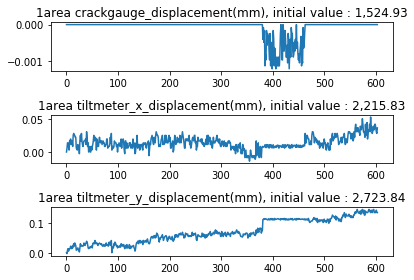 1area crackgauge_displacement(mm), initial value : 1,524.93
0.000
−0.001
0 100 200 300 400 500 600
1area tiltmeter_x_displacement(mm), initial value : 2,215.83
0.05
0.00
0 100 200 300 400 500 600
1area tiltmeter_y_displacement(mm), initial value : 2,723.84
0.1
0.0
0 100 200 300 400 500 600